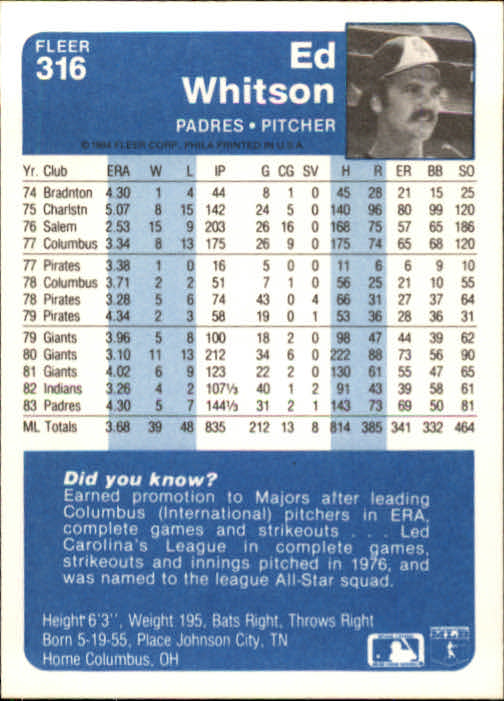 FLEER
316
Ed
Whitson
PADRES • PITCHER
© 1984 FLEER CORP., PHILA PRINTED IN U.S.A.
Yr. Club ERA W L IP G CG SV H R ER BB SO
74 Bradnton 4.30 1 4 44 8 1 0 45 28 21 15 25
75 Charlstn 5.07 8 15 142 24 5 0 140 96 80 99 120
76 Salem 2.53 15 9 203 26 16 0 168 75 57 65 186
77 Columbus 3.34 8 13 175 26 9 0 175 74 65 68 120
77 Pirates 3.38 1 0 16 5 0 0 11 6 6 9 10
78 Columbus 3.71 2 2 51 7 1 0 56 25 21 10 55
78 Pirates 3.28 5 6 74 43 0 4 66 31 27 37 64
79 Pirates 4.34 2 3 58 19 0 1 53 36 28 36 31
79 Giants 3.96 5 8 100 18 2 0 98 47 44 39 62
80 Giants 3.10 11 13 212 34 6 0 222 88 73 56 90
81 Giants 4.02 6 9 123 22 2 0 130 61 55 47 65
82 Indians 3.26 4 2 107⅓ 40 1 2 91 43 39 58 61
83 Padres 4.30 5 7 144⅓ 31 2 1 143 73 69 50 81
ML Totals 3.68 39 48 835 212 13 8 814 385 341 332 464
Did you know?
Earned promotion to Majors after leading
Columbus (International) pitchers in ERA,
complete games and strikeouts . . . Led
Carolina's League in complete games,
strikeouts and innings pitched in 1976, and
was named to the league All-Star squad.
Height 6'3'', Weight 195, Bats Right, Throws Right
Born 5-19-55, Place Johnson City, TN
Home Columbus, OH